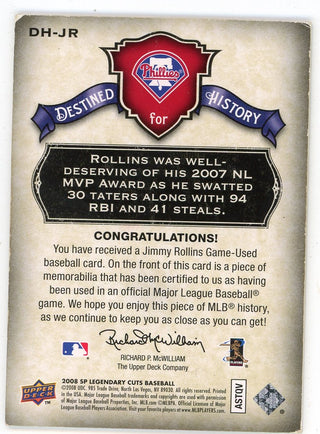 DH-JR
Phillies
DESTINED for HISTORY
ROLLINS WAS WELL-
DESERVING OF HIS 2007 NL
MVP AWARD AS HE SWATTED
30 TATERS ALONG WITH 94
RBI AND 41 STEALS.
CONGRATULATIONS!
You have received a Jimmy Rollins Game-Used
baseball card. On the front of this card is a piece of
memorabilia that has been certified to us as having
been used in an official Major League Baseball®
game. We hope you enjoy this piece of MLB® history,
as we continue to keep you as close as you can get!
Richard P. McWilliam
RICHARD P. McWILLIAM
The Upper Deck Company
UPPER DECK
2008 SP LEGENDARY CUTS BASEBALL
ASTQV